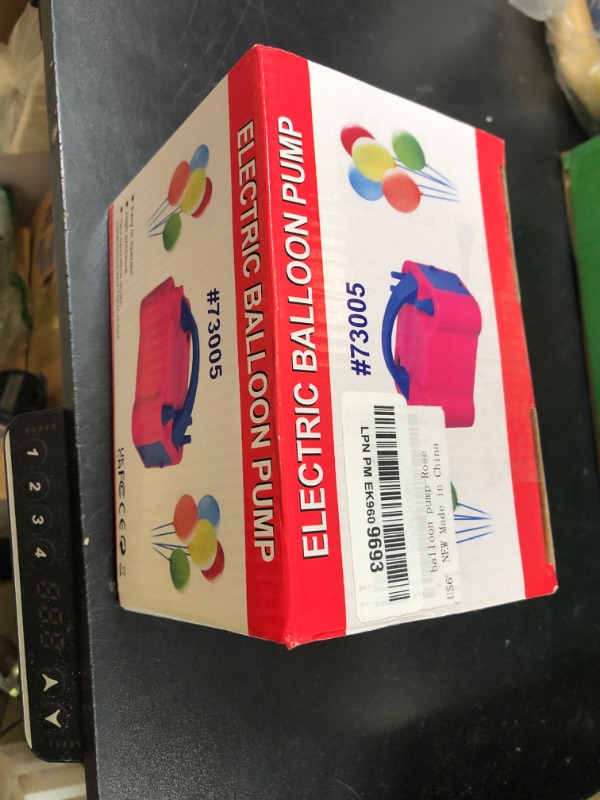 ELECTRIC BALLOON PUMP
#73005
ELECTRIC BALLOON PUMP
#73005
LPN PM EK960 9693
balloon pump-Rose
NEW Made in China
1
2
3
4